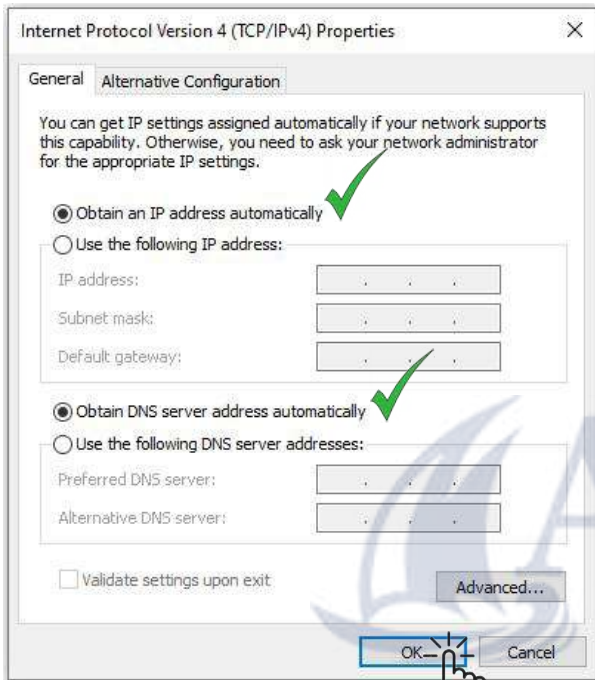 Internet Protocol Version 4 (TCP/IPv4) Properties
General Alternative Configuration
You can get IP settings assigned automatically if your network supports
this capability. Otherwise, you need to ask your network administrator
for the appropriate IP settings.
Obtain an IP address automatically
Use the following IP address:
IP address:
Subnet mask:
Default gateway:
Obtain DNS server address automatically
Use the following DNS server addresses:
Preferred DNS server:
Alternative DNS server:
Validate settings upon exit
Advanced...
OK Cancel